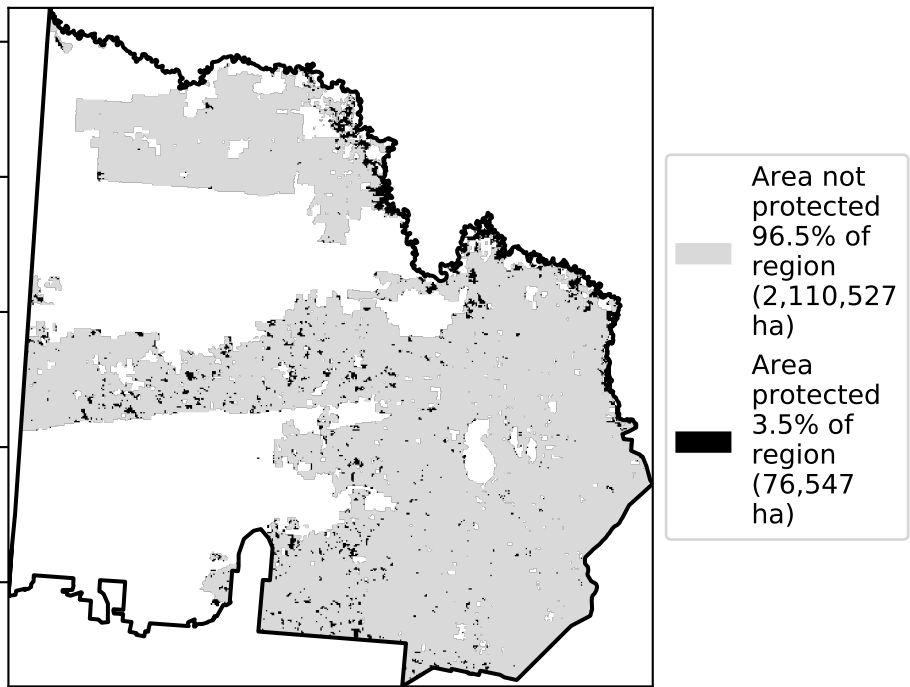 Area not
protected
96.5% of
region
(2,110,527
ha)
Area
protected
3.5% of
region
(76,547
ha)